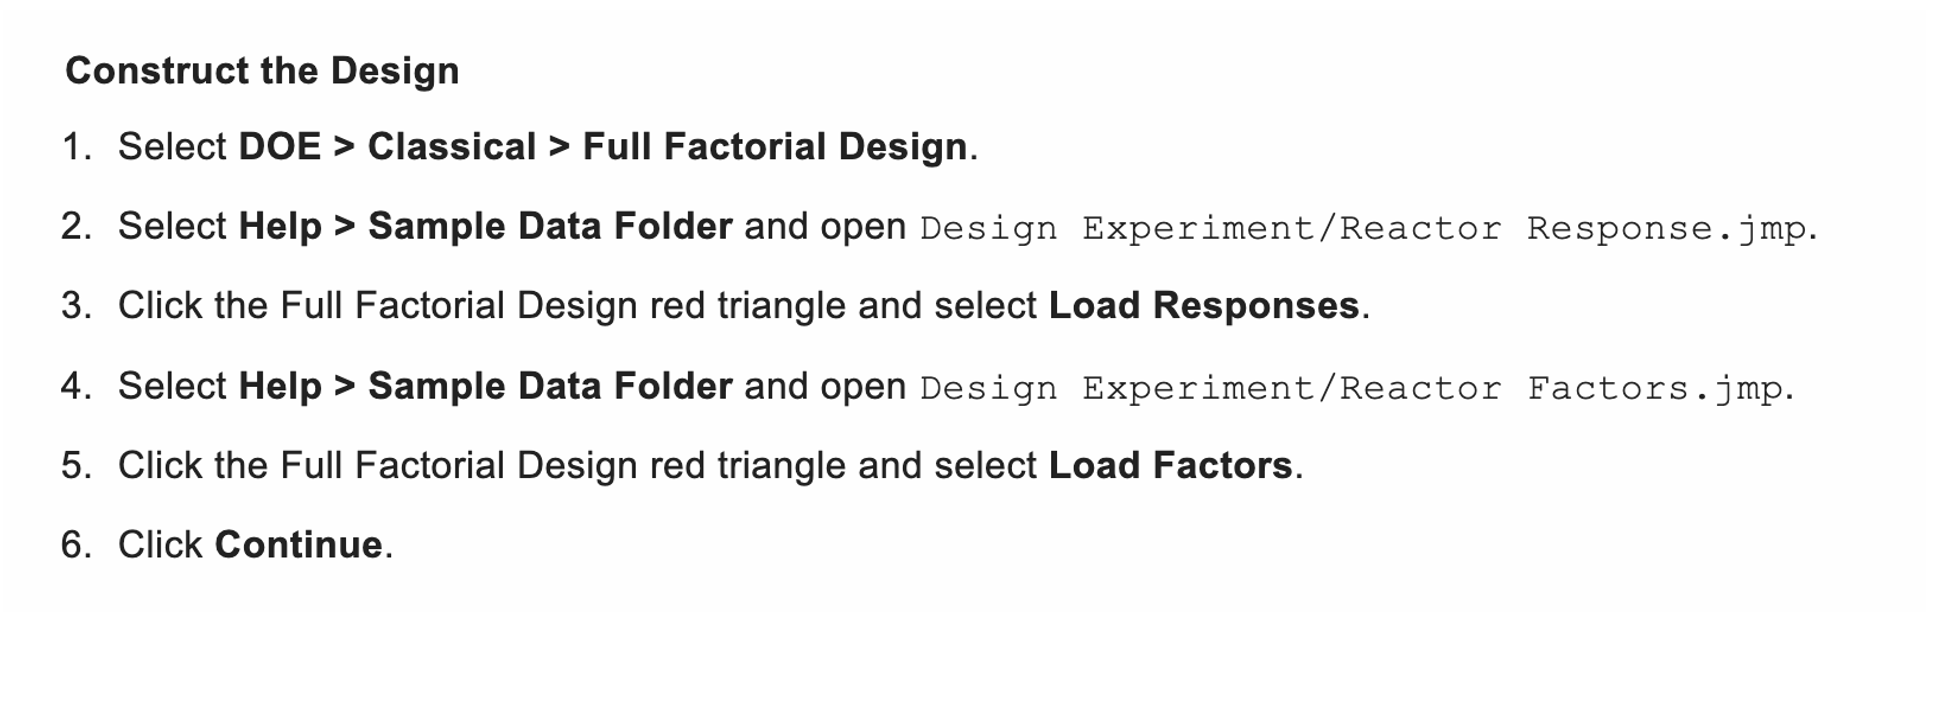 Construct the Design
1. Select DOE > Classical > Full Factorial Design.
2. Select Help > Sample Data Folder and open Design Experiment/Reactor Response.jmp.
3. Click the Full Factorial Design red triangle and select Load Responses.
4. Select Help > Sample Data Folder and open Design Experiment/Reactor Factors.jmp.
5. Click the Full Factorial Design red triangle and select Load Factors.
6. Click Continue.